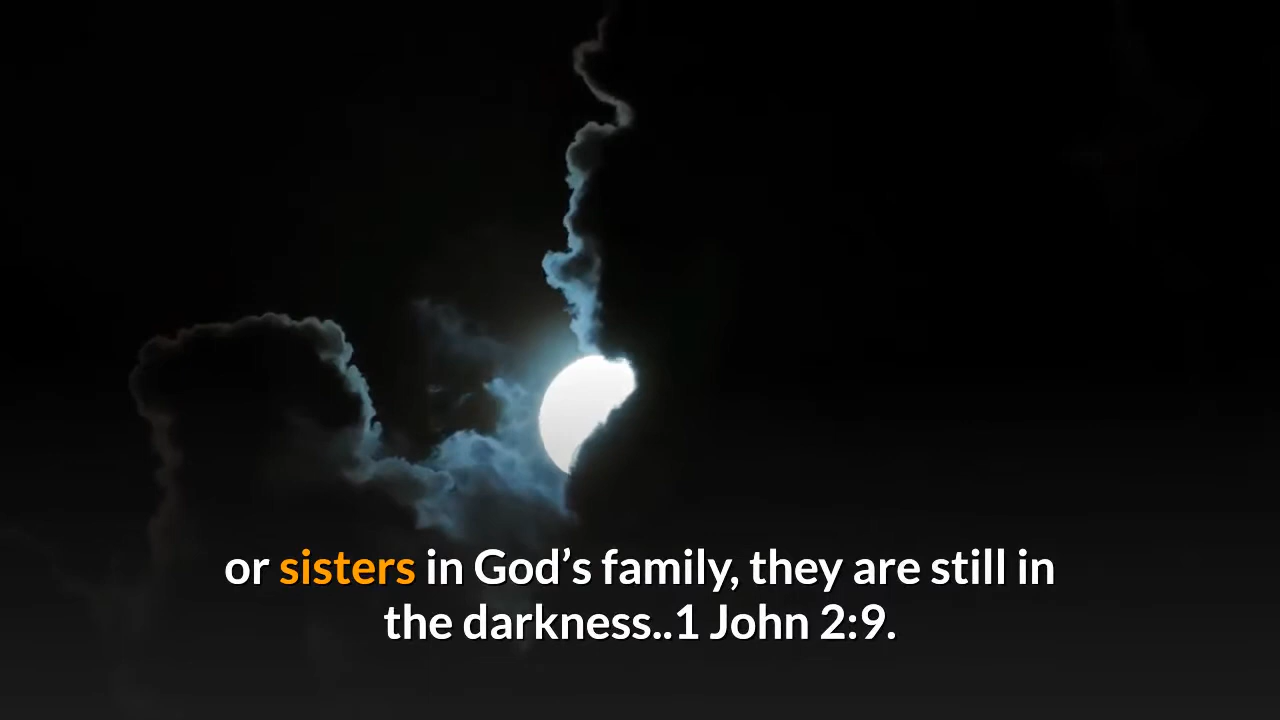 or sisters in God’s family, they are still in
the darkness..1 John 2:9.